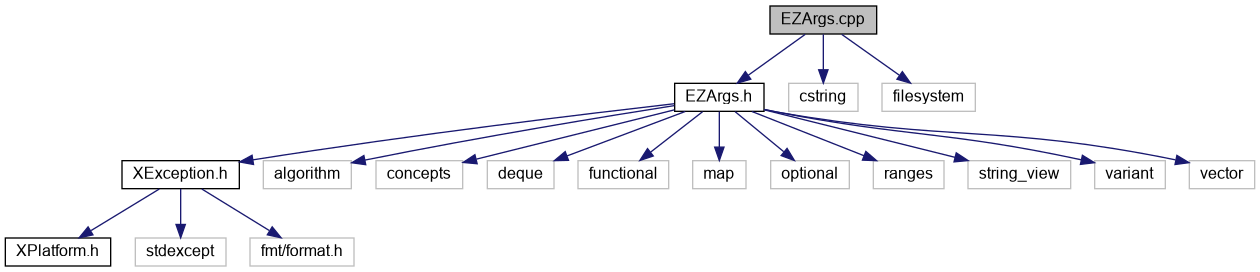 EZArgs.cpp
EZArgs.h
cstring
filesystem
XException.h
algorithm
concepts
deque
functional
map
optional
ranges
string_view
variant
vector
XPlatform.h
stdexcept
fmt/format.h